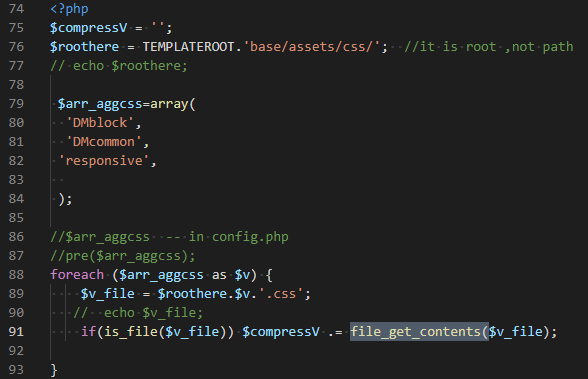 74 <?php
75 $compressV = '';
76 $roothere = TEMPLATEROOT.'base/assets/css/'; //it is root ,not path
77 // echo $roothere;
78
79 $arr_aggcss=array(
80 'DMblock',
81 'DMcommon',
82 'responsive',
83
84 );
85
86 //$arr_aggcss -- in config.php
87 //pre($arr_aggcss);
88 foreach ($arr_aggcss as $v) {
89 $v_file = $roothere.$v.'.css';
90 // echo $v_file;
91 if(is_file($v_file)) $compressV .= file_get_contents($v_file);
92
93 }